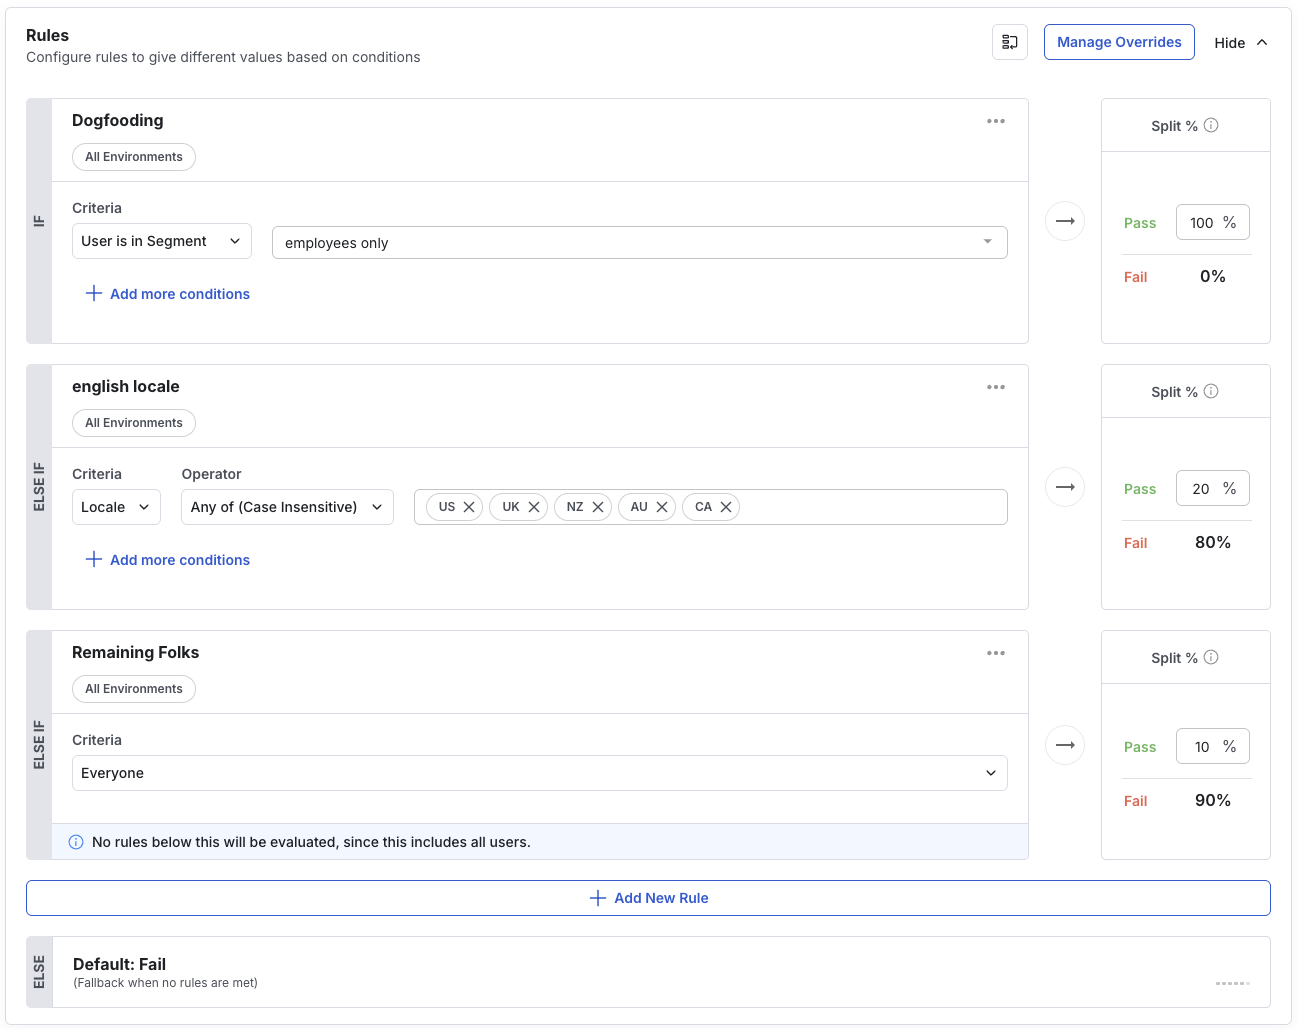 Rules
Configure rules to give different values based on conditions
Manage Overrides
Hide
IF
Dogfooding
All Environments
Criteria
User is in Segment
employees only
Add more conditions
Split %
Pass 100 %
Fail 0%
ELSE IF
english locale
All Environments
Criteria Operator
Locale Any of (Case Insensitive) US UK NZ AU CA
Add more conditions
Split %
Pass 20 %
Fail 80%
ELSE IF
Remaining Folks
All Environments
Criteria
Everyone
No rules below this will be evaluated, since this includes all users.
Split %
Pass 10 %
Fail 90%
Add New Rule
ELSE
Default: Fail
(Fallback when no rules are met)